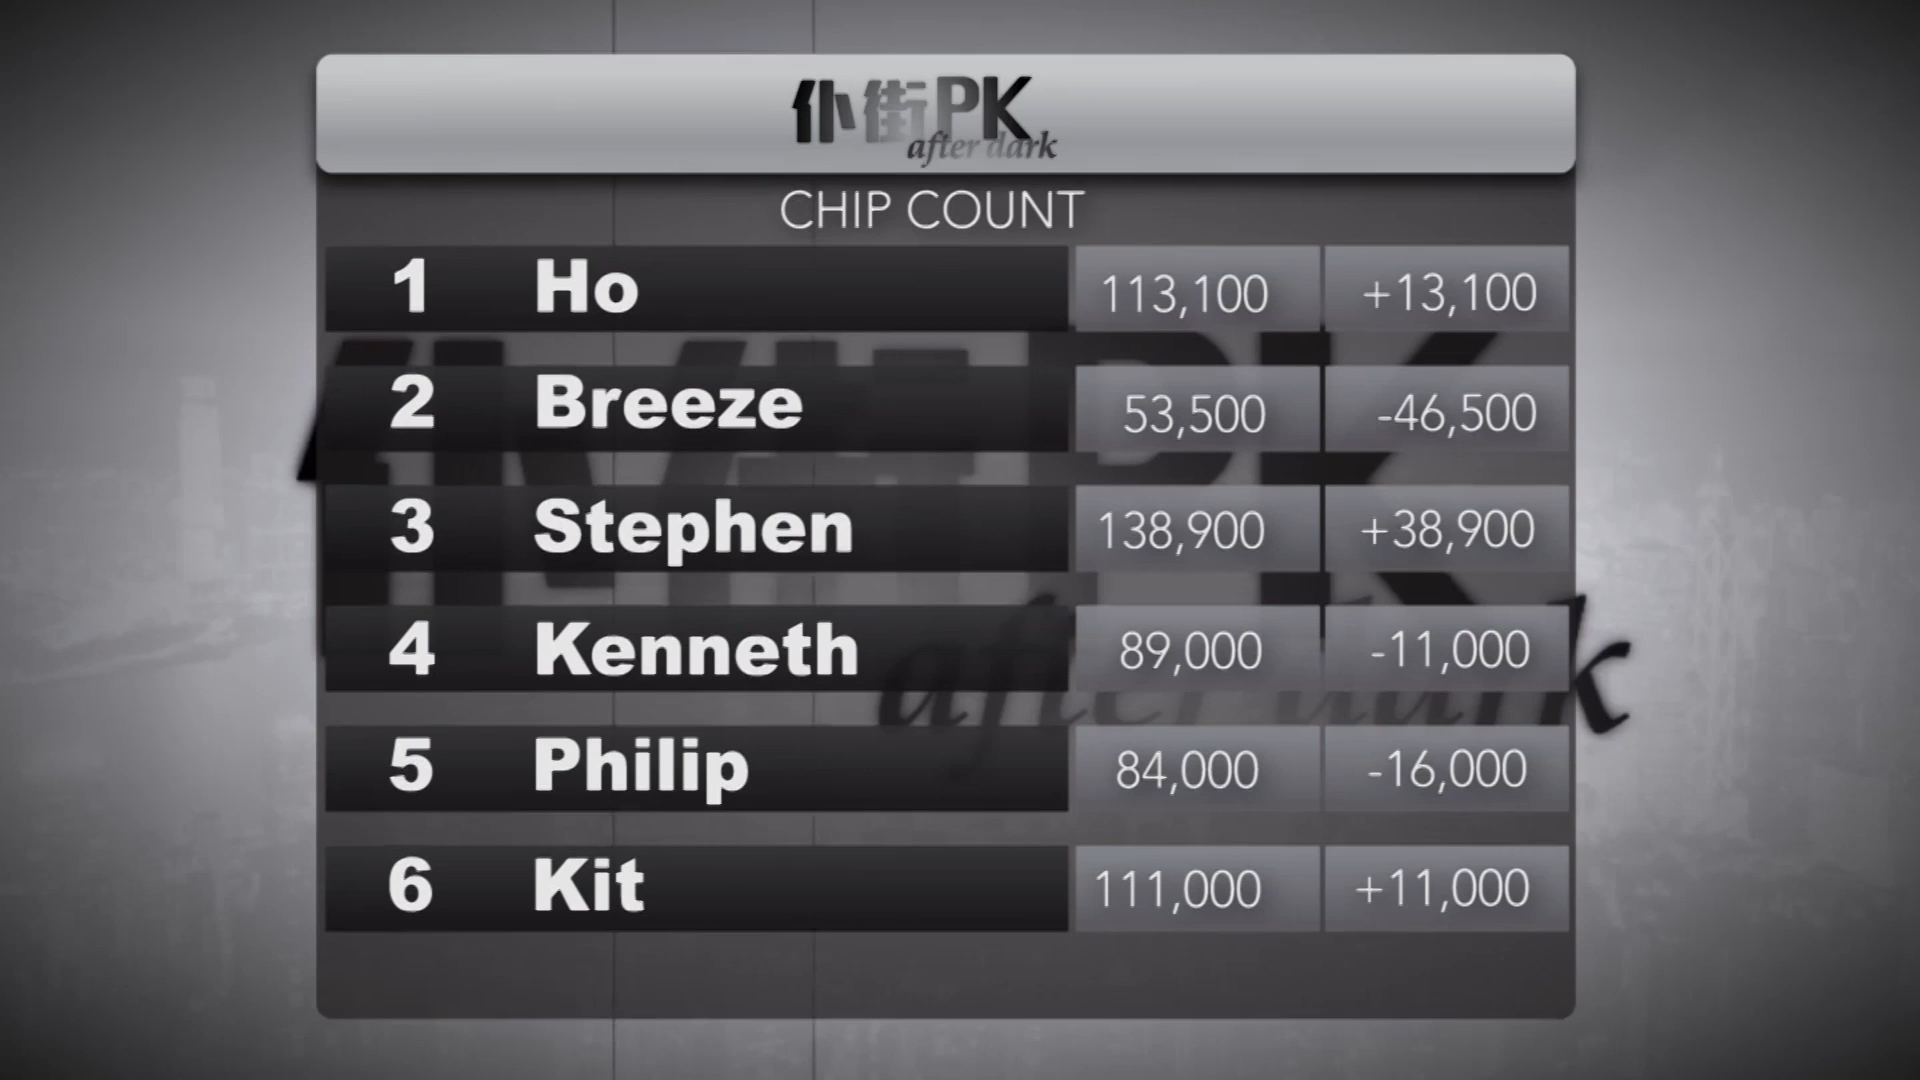 仆街PK
after dark
CHIP COUNT
1 Ho 113,100 +13,100
2 Breeze 53,500 -46,500
3 Stephen 138,900 +38,900
4 Kenneth 89,000 -11,000
5 Philip 84,000 -16,000
6 Kit 111,000 +11,000